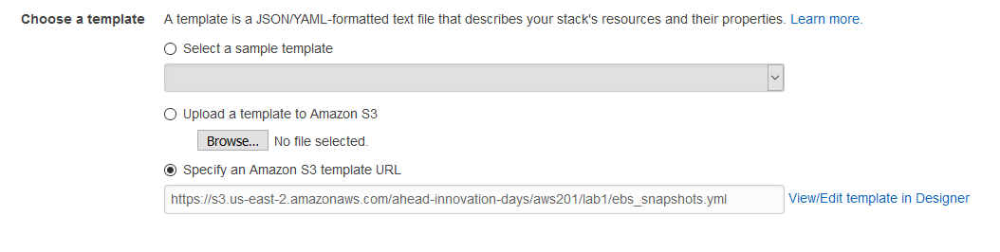 Choose a template A template is a JSON/YAML-formatted text file that describes your stack's resources and their properties. Learn more.
Select a sample template
Upload a template to Amazon S3
Browse... No file selected.
Specify an Amazon S3 template URL
https://s3.us-east-2.amazonaws.com/ahead-innovation-days/aws201/lab1/ebs_snapshots.yml View/Edit template in Designer